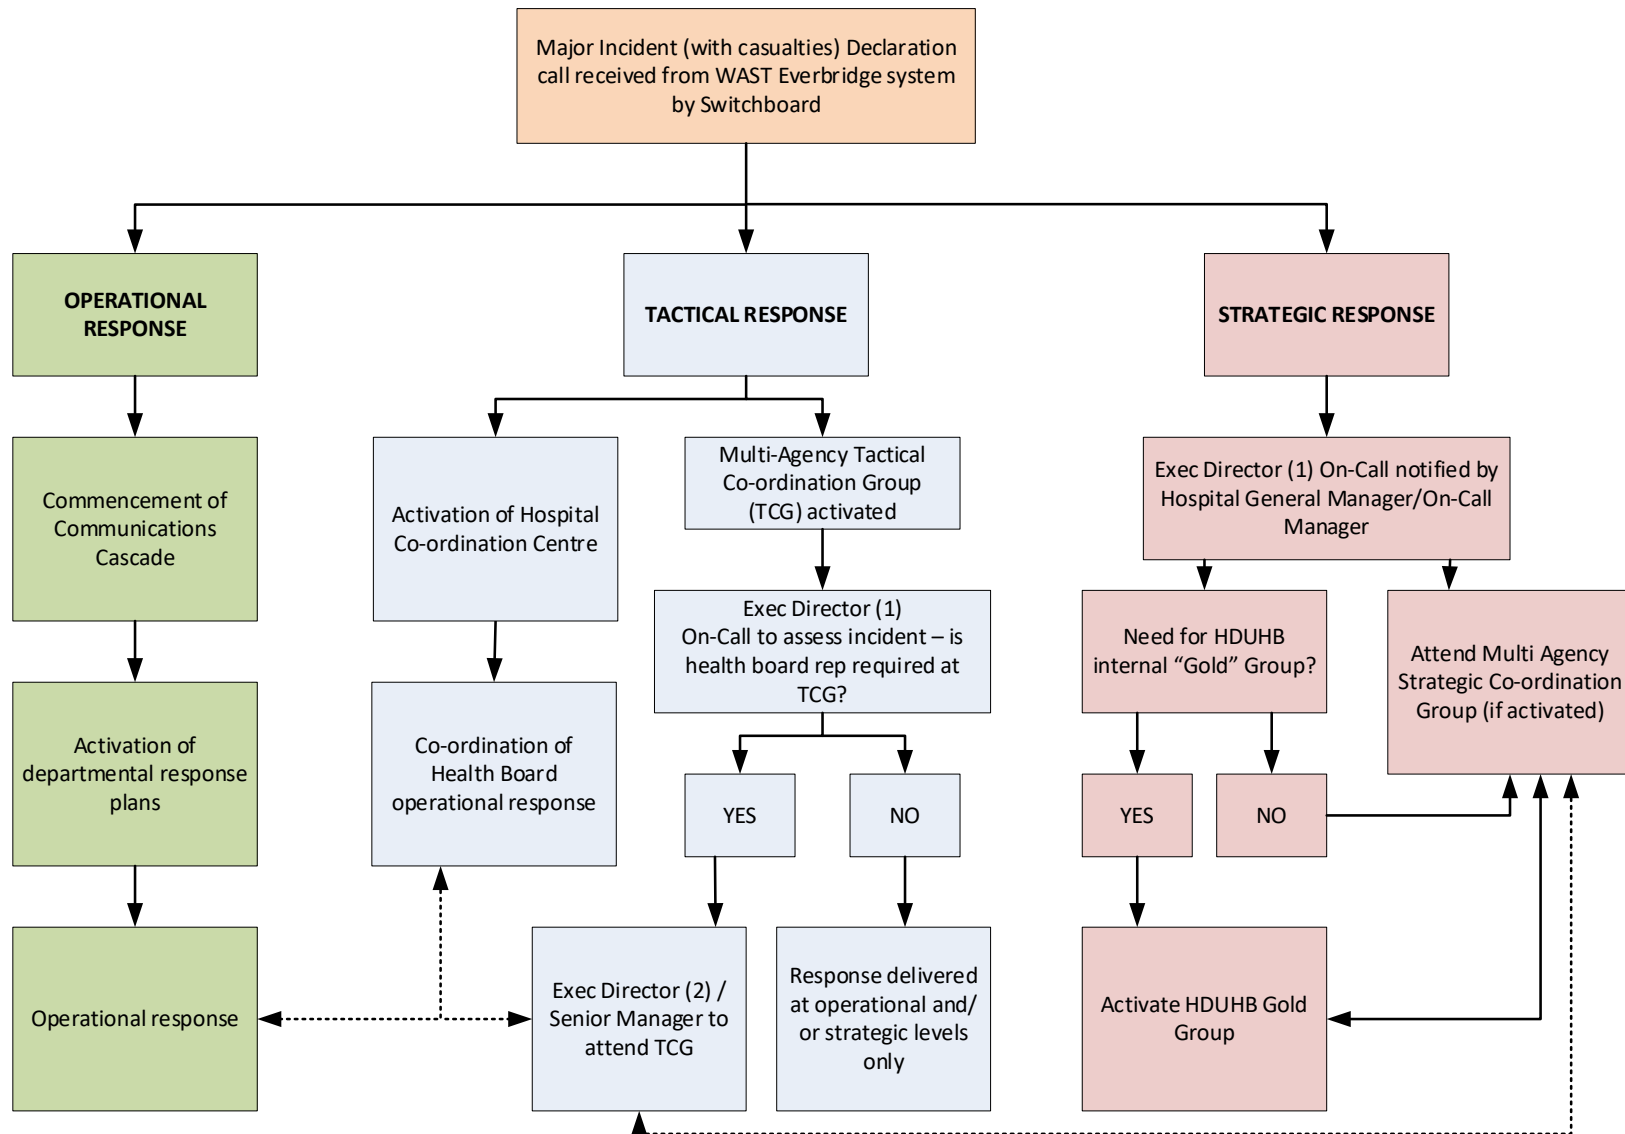 Major Incident (with casualties) Declaration
call received from WAST Everbridge system
by Switchboard
OPERATIONAL
RESPONSE
TACTICAL RESPONSE
STRATEGIC RESPONSE
Commencement of
Communications
Cascade
Activation of Hospital
Co-ordination Centre
Multi-Agency Tactical
Co-ordination Group
(TCG) activated
Exec Director (1) On-Call notified by
Hospital General Manager/On-Call
Manager
Exec Director (1)
On-Call to assess incident – is
health board rep required at
TCG?
Need for HDUHB
internal “Gold” Group?
Attend Multi Agency
Strategic Co-ordination
Group (if activated)
Activation of
departmental response
plans
Co-ordination of
Health Board
operational response
YES
NO
YES
NO
Operational response
Exec Director (2) /
Senior Manager to
attend TCG
Response delivered
at operational and/
or strategic levels
only
Activate HDUHB Gold
Group